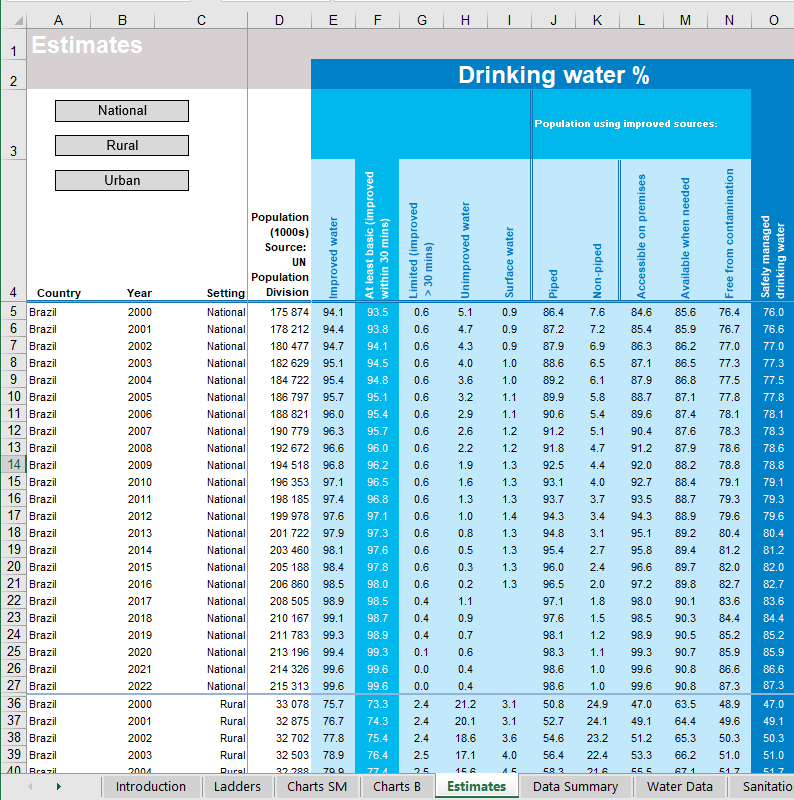 A B C D E F G H I J K L M N O
1 Estimates
2 Drinking water %
National
Population using improved sources:
3 Rural
Urban
4 Country Year Setting Population (1000s) Source: UN Population Division Improved water At least basic (improved within 30 mins) Limited (improved > 30 mins) Unimproved water Surface water Piped Non-piped Accessible on premises Available when needed Free from contamination Safely managed drinking water
5 Brazil 2000 National 175 874 94.1 93.5 0.6 5.1 0.9 86.4 7.6 84.6 85.6 76.4 76.0
6 Brazil 2001 National 178 212 94.4 93.8 0.6 4.7 0.9 87.2 7.2 85.4 85.9 76.7 76.6
7 Brazil 2002 National 180 477 94.7 94.1 0.6 4.3 0.9 87.9 6.9 86.3 86.2 77.0 77.0
8 Brazil 2003 National 182 629 95.1 94.5 0.6 4.0 1.0 88.6 6.5 87.1 86.5 77.3 77.3
9 Brazil 2004 National 184 722 95.4 94.8 0.6 3.6 1.0 89.2 6.1 87.9 86.8 77.5 77.5
10 Brazil 2005 National 186 797 95.7 95.1 0.6 3.2 1.1 89.9 5.8 88.7 87.1 77.8 77.8
11 Brazil 2006 National 188 821 96.0 95.4 0.6 2.9 1.1 90.6 5.4 89.6 87.4 78.1 78.1
12 Brazil 2007 National 190 779 96.3 95.7 0.6 2.6 1.2 91.2 5.1 90.4 87.6 78.3 78.3
13 Brazil 2008 National 192 672 96.6 96.0 0.6 2.2 1.2 91.8 4.7 91.2 87.9 78.6 78.6
14 Brazil 2009 National 194 518 96.8 96.2 0.6 1.9 1.3 92.5 4.4 92.0 88.2 78.8 78.8
15 Brazil 2010 National 196 353 97.1 96.5 0.6 1.6 1.3 93.1 4.0 92.7 88.4 79.1 79.1
16 Brazil 2011 National 198 185 97.4 96.8 0.6 1.3 1.3 93.7 3.7 93.5 88.7 79.3 79.3
17 Brazil 2012 National 199 978 97.6 97.1 0.6 1.0 1.4 94.3 3.4 94.3 88.9 79.6 79.6
18 Brazil 2013 National 201 722 97.9 97.3 0.6 0.8 1.3 94.8 3.1 95.1 89.2 80.4 80.4
19 Brazil 2014 National 203 460 98.1 97.6 0.6 0.5 1.3 95.4 2.7 95.8 89.4 81.2 81.2
20 Brazil 2015 National 205 188 98.4 97.8 0.6 0.3 1.3 96.0 2.4 96.6 89.7 82.0 82.0
21 Brazil 2016 National 206 860 98.5 98.0 0.6 0.2 1.3 96.5 2.0 97.2 89.8 82.7 82.7
22 Brazil 2017 National 208 505 98.9 98.5 0.4 1.1 97.1 1.8 98.0 90.1 83.6 83.6
23 Brazil 2018 National 210 167 99.1 98.7 0.4 0.9 97.6 1.5 98.5 90.3 84.4 84.4
24 Brazil 2019 National 211 783 99.3 98.9 0.4 0.7 98.1 1.2 98.9 90.5 85.2 85.2
25 Brazil 2020 National 213 196 99.4 99.3 0.1 0.6 98.3 1.1 99.3 90.7 85.9 85.9
26 Brazil 2021 National 214 326 99.6 99.6 0.0 0.4 98.6 1.0 99.6 90.8 86.6 86.6
27 Brazil 2022 National 215 313 99.6 99.6 0.0 0.4 98.6 1.0 99.6 90.8 87.3 87.3
36 Brazil 2000 Rural 33 078 75.7 73.3 2.4 21.2 3.1 50.8 24.9 47.0 63.5 48.9 47.0
37 Brazil 2001 Rural 32 875 76.7 74.3 2.4 20.1 3.1 52.7 24.1 49.1 64.4 49.6 49.1
38 Brazil 2002 Rural 32 702 77.8 75.4 2.4 18.6 3.6 54.6 23.2 51.2 65.3 50.3 50.3
39 Brazil 2003 Rural 32 503 78.9 76.4 2.5 17.1 4.0 56.4 22.4 53.3 66.2 51.0 51.0
40 Brazil 2004 Rural 32 288 79.9 77.4 2.5 15.6 4.5 58.3 21.6 55.5 67.1 51.7 51.7
Introduction Ladders Charts SM Charts B Estimates Data Summary Water Data Sanitatio